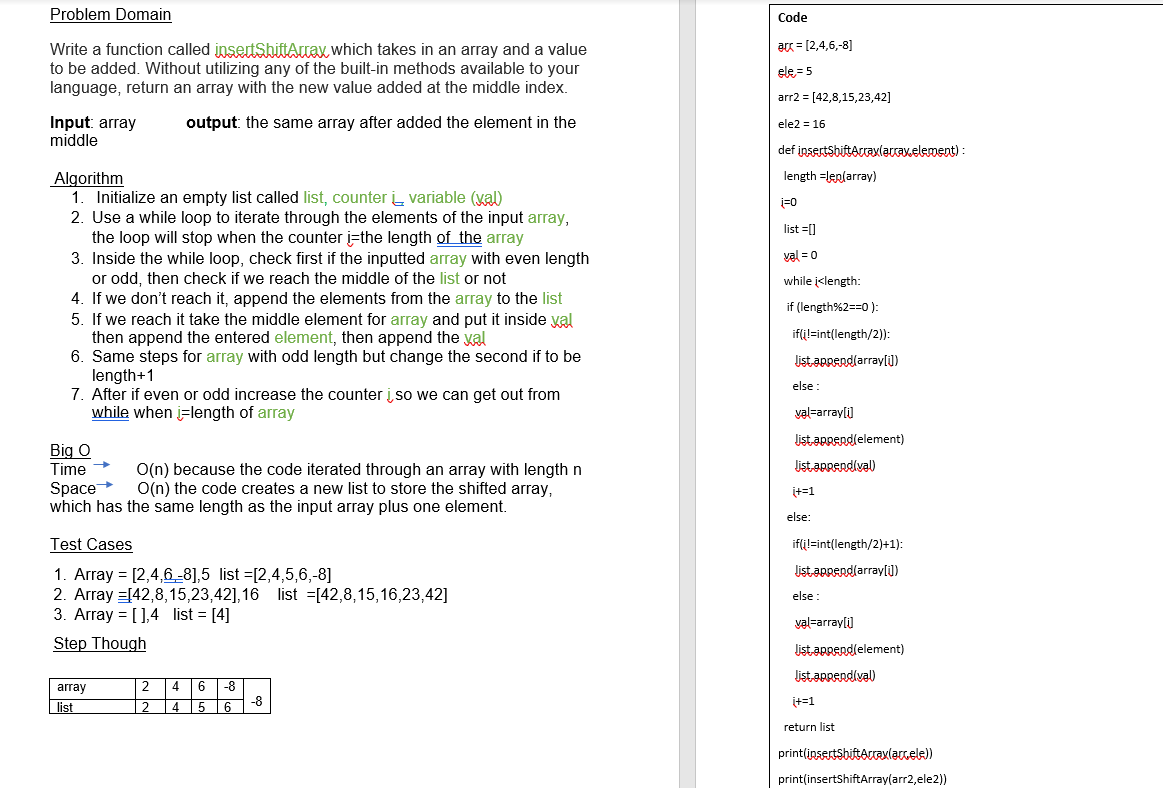 Problem Domain
Write a function called insertShiftArray which takes in an array and a value
to be added. Without utilizing any of the built-in methods available to your
language, return an array with the new value added at the middle index.
Input: array output: the same array after added the element in the
middle
Algorithm
1. Initialize an empty list called list, counter i, variable (val)
2. Use a while loop to iterate through the elements of the input array,
the loop will stop when the counter i=the length of the array
3. Inside the while loop, check first if the inputted array with even length
or odd, then check if we reach the middle of the list or not
4. If we don't reach it, append the elements from the array to the list
5. If we reach it take the middle element for array and put it inside val
then append the entered element, then append the val
6. Same steps for array with odd length but change the second if to be
length+1
7. After if even or odd increase the counter i so we can get out from
while when i=length of array
Big O
Time → O(n) because the code iterated through an array with length n
Space → O(n) the code creates a new list to store the shifted array,
which has the same length as the input array plus one element.
Test Cases
1. Array = [2,4,6,-8],5 list =[2,4,5,6,-8]
2. Array =[42,8,15,23,42],16 list =[42,8,15,16,23,42]
3. Array = [ ],4 list = [4]
Step Though
array 2 4 6 -8
list 2 4 5 6 -8
Code
arr = [2,4,6,-8]
ele = 5
arr2 = [42,8,15,23,42]
ele2 = 16
def insertShiftArray(array,element) :
length =len(array)
i=0
list =[]
val = 0
while i<length:
if (length%2==0 ):
if(i!=int(length/2)):
list.append(array[i])
else :
val=array[i]
list.append(element)
list.append(val)
i+=1
else:
if(i!=int(length/2)+1):
list.append(array[i])
else :
val=array[i]
list.append(element)
list.append(val)
i+=1
return list
print(insertShiftArray(arr,ele))
print(insertShiftArray(arr2,ele2))